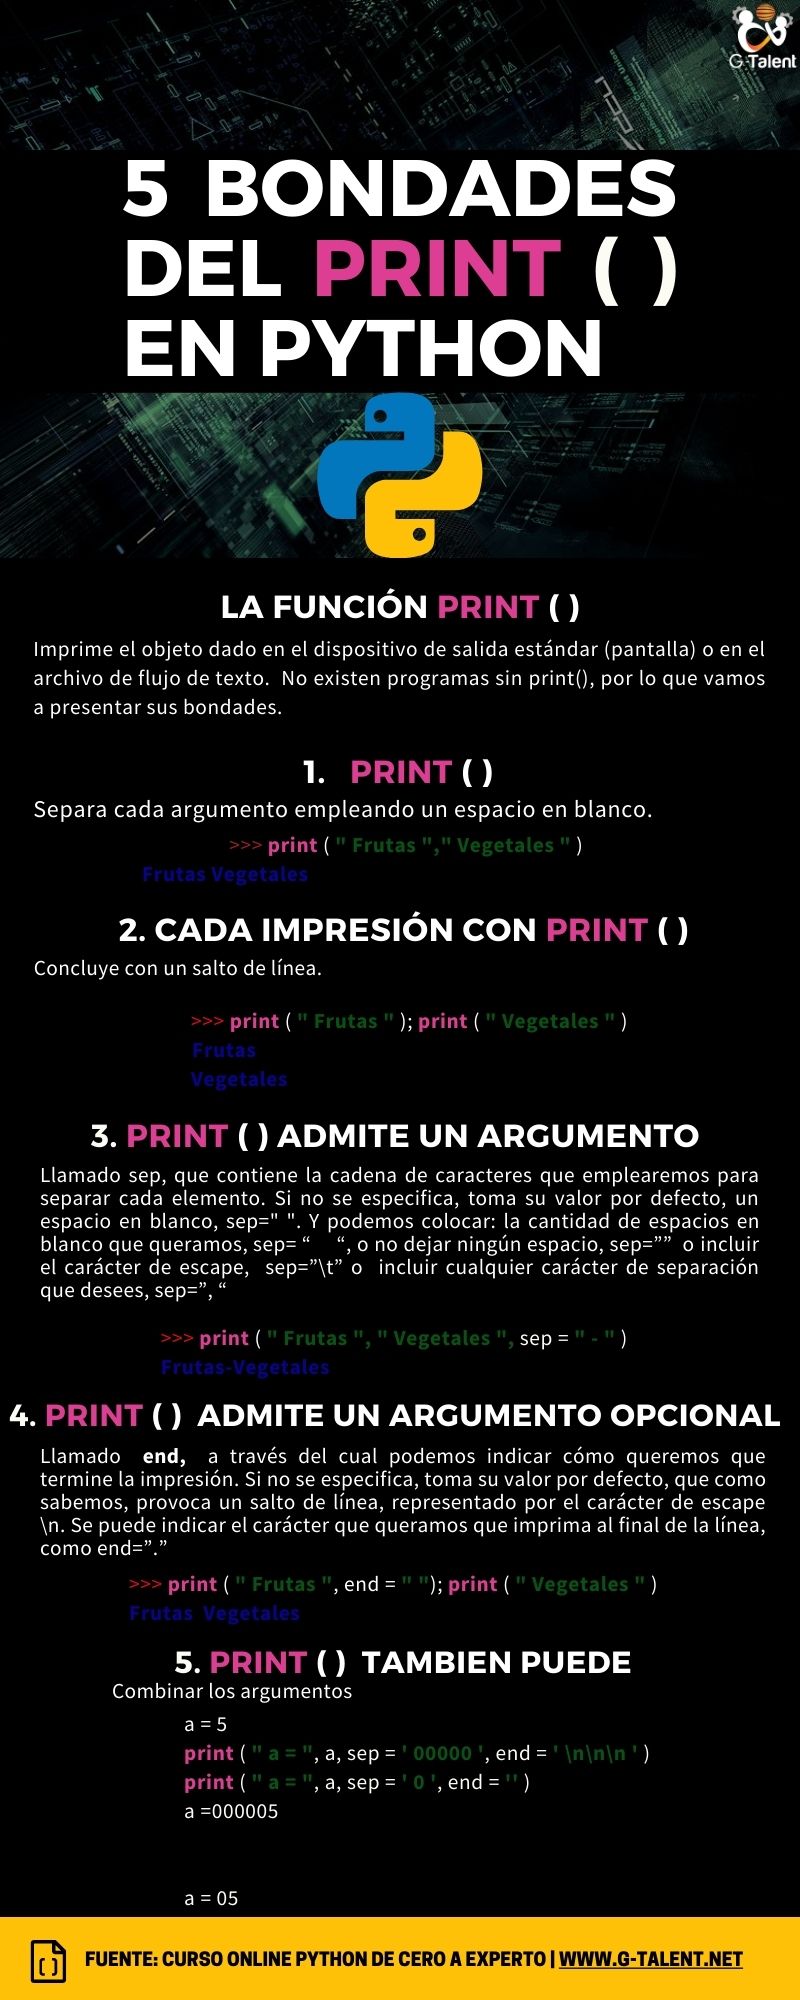 G-Talent
5 BONDADES
DEL PRINT ( )
EN PYTHON
LA FUNCIÓN PRINT ( )
Imprime el objeto dado en el dispositivo de salida estándar (pantalla) o en el
archivo de flujo de texto. No existen programas sin print(), por lo que vamos
a presentar sus bondades.
1. PRINT ( )
Separa cada argumento empleando un espacio en blanco.
>>> print ( " Frutas "," Vegetales " )
Frutas Vegetales
2. CADA IMPRESIÓN CON PRINT ( )
Concluye con un salto de línea.
>>> print ( " Frutas " ); print ( " Vegetales " )
Frutas
Vegetales
3. PRINT ( ) ADMITE UN ARGUMENTO
Llamado sep, que contiene la cadena de caracteres que emplearemos para
separar cada elemento. Si no se especifica, toma su valor por defecto, un
espacio en blanco, sep=" ". Y podemos colocar: la cantidad de espacios en
blanco que queramos, sep= “    “, o no dejar ningún espacio, sep=”” o incluir
el carácter de escape, sep=”\t” o incluir cualquier carácter de separación
que desees, sep=”, “
>>> print ( " Frutas ", " Vegetales ", sep = " - " )
Frutas-Vegetales
4. PRINT ( ) ADMITE UN ARGUMENTO OPCIONAL
Llamado end, a través del cual podemos indicar cómo queremos que
termine la impresión. Si no se especifica, toma su valor por defecto, que como
sabemos, provoca un salto de línea, representado por el carácter de escape
\n. Se puede indicar el carácter que queramos que imprima al final de la línea,
como end=”.”
>>> print ( " Frutas ", end = " "); print ( " Vegetales " )
Frutas Vegetales
5. PRINT ( ) TAMBIEN PUEDE
Combinar los argumentos
a = 5
print ( " a = ", a, sep = ' 00000 ', end = ' \n\n\n ' )
print ( " a = ", a, sep = ' 0 ', end = '' )
a =000005
a = 05
FUENTE: CURSO ONLINE PYTHON DE CERO A EXPERTO | WWW.G-TALENT.NET